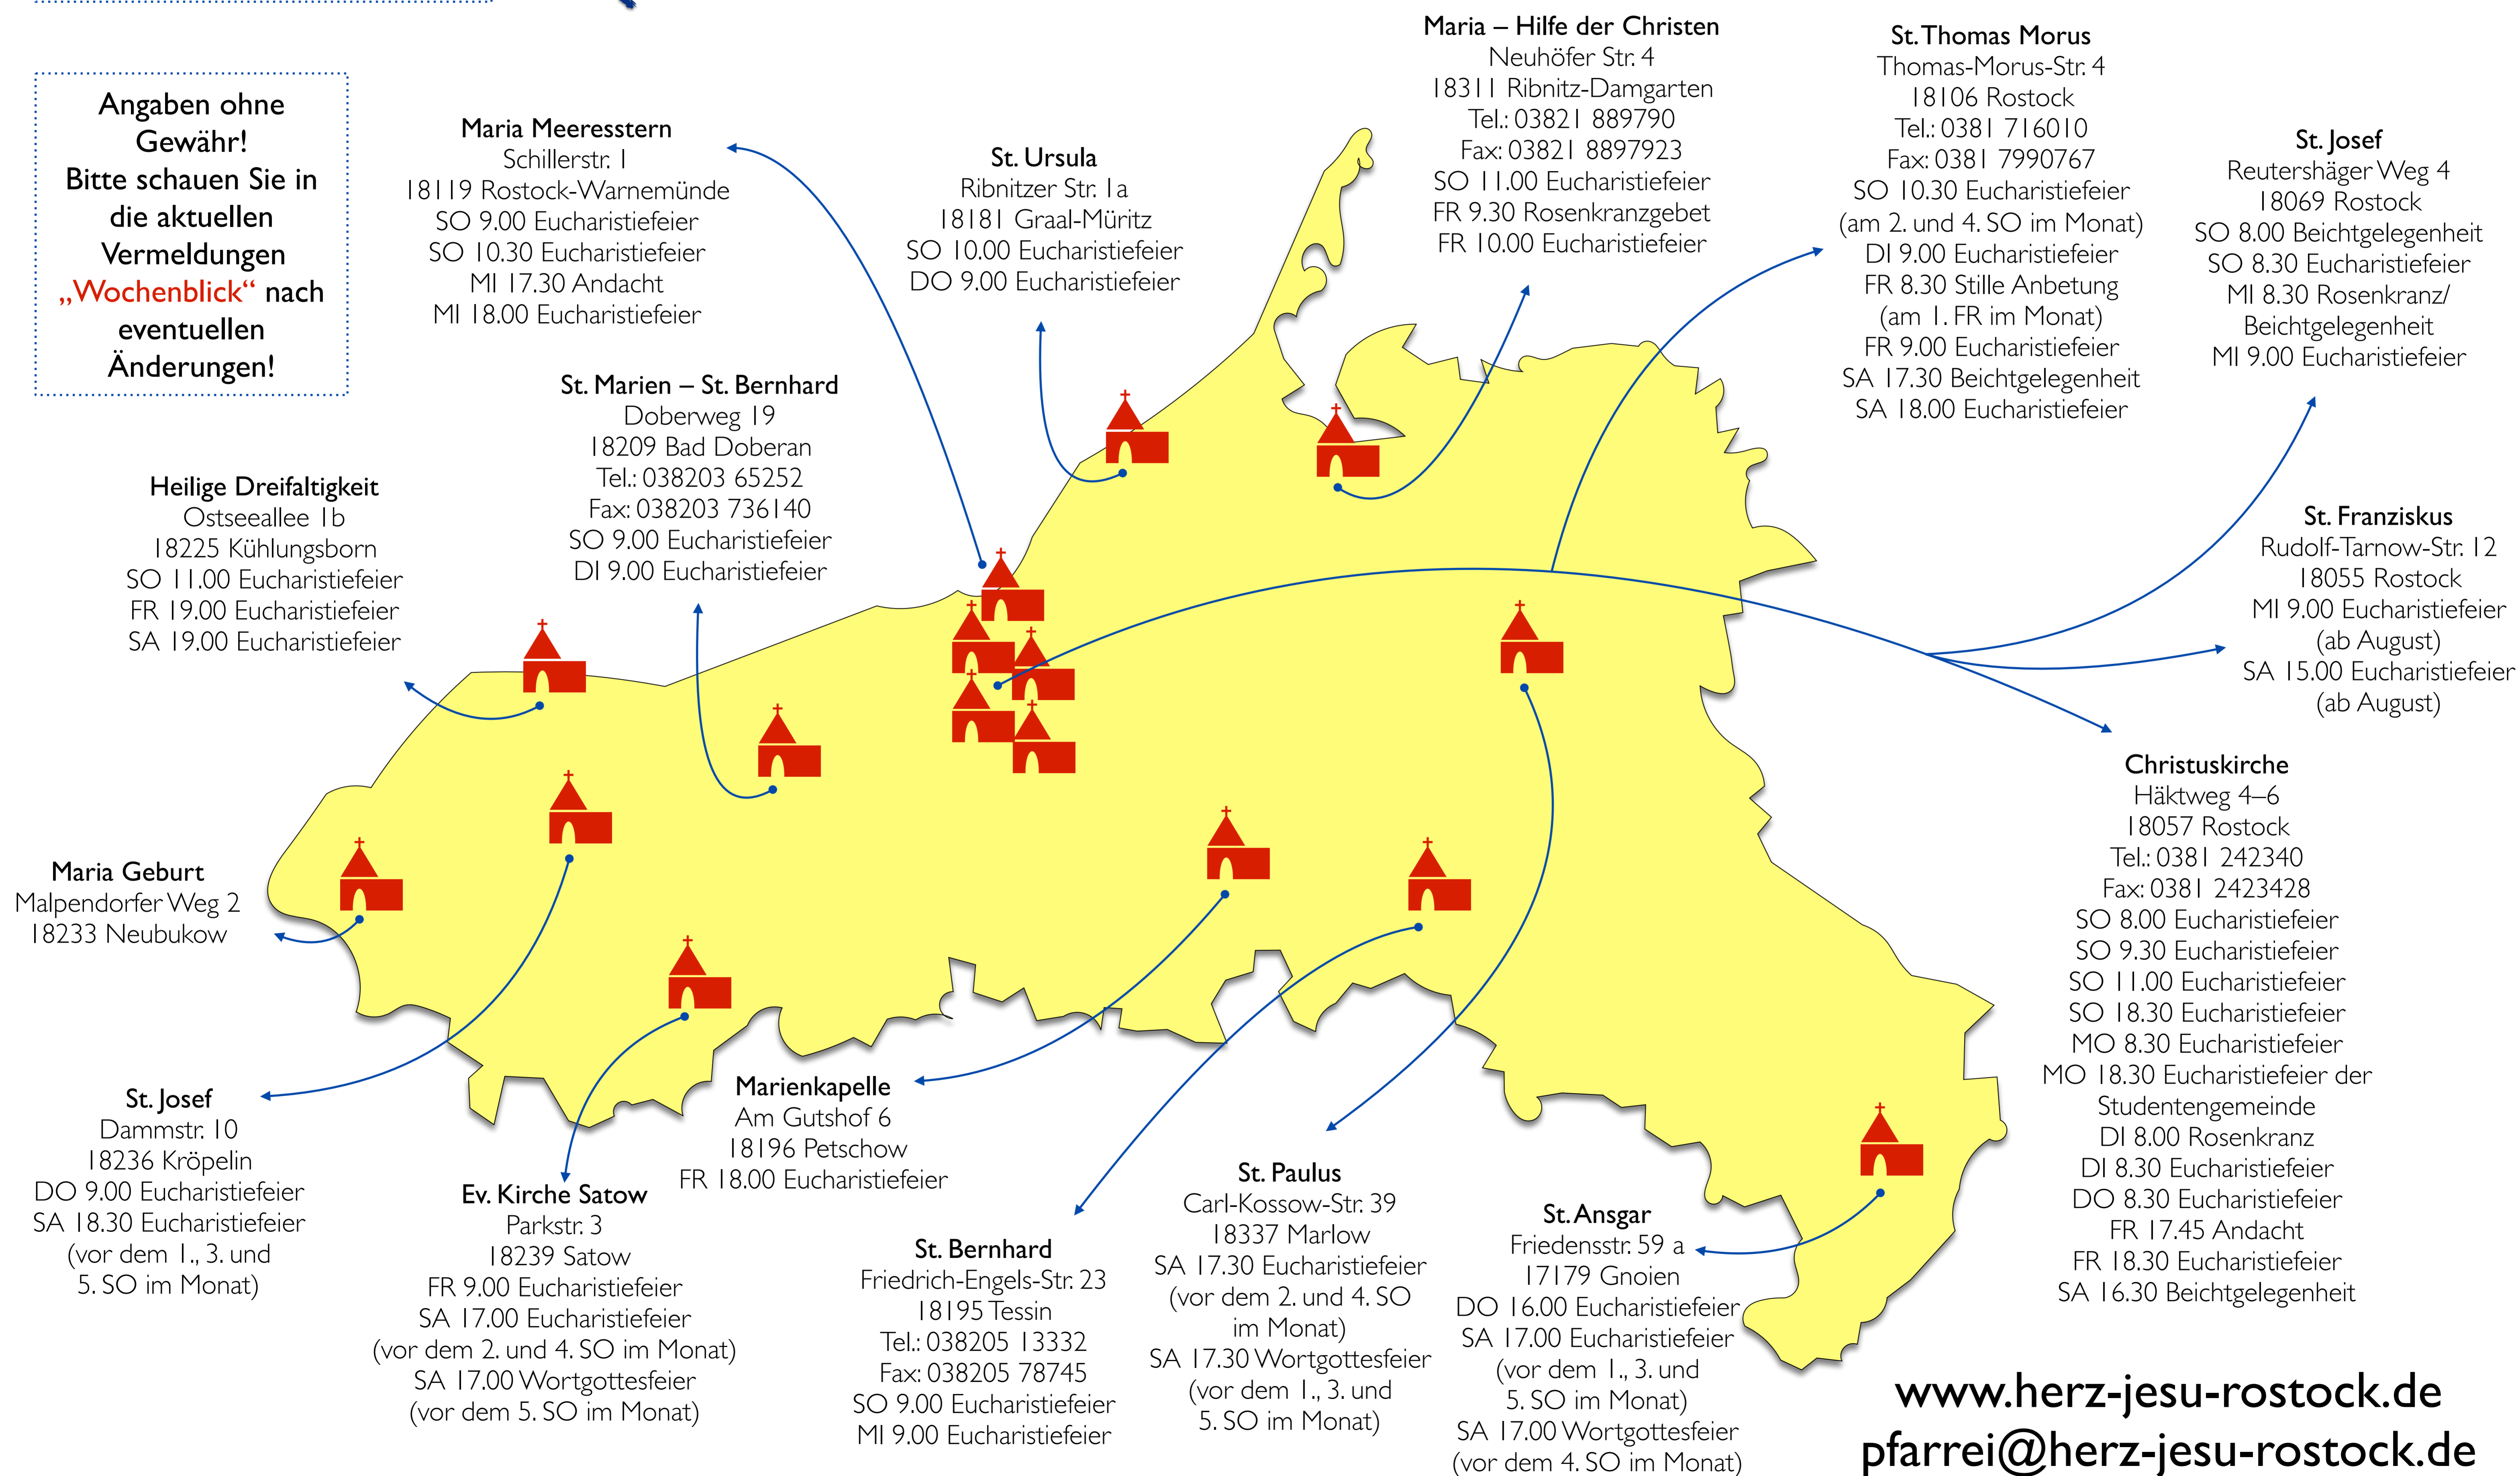 Angaben ohne
Gewähr!
Bitte schauen Sie in
die aktuellen
Vermeldungen
„Wochenblick“ nach
eventuellen
Änderungen!
Maria Meeresstern
Schillerstr. 1
18119 Rostock-Warnemünde
SO 9.00 Eucharistiefeier
SO 10.30 Eucharistiefeier
MI 17.30 Andacht
MI 18.00 Eucharistiefeier
St. Ursula
Ribnitzer Str. 1a
18181 Graal-Müritz
SO 10.00 Eucharistiefeier
DO 9.00 Eucharistiefeier
Maria – Hilfe der Christen
Neuhöfer Str. 4
18311 Ribnitz-Damgarten
Tel.: 03821 889790
Fax: 03821 8897923
SO 11.00 Eucharistiefeier
FR 9.30 Rosenkranzgebet
FR 10.00 Eucharistiefeier
St. Thomas Morus
Thomas-Morus-Str. 4
18106 Rostock
Tel.: 0381 716010
Fax: 0381 7990767
SO 10.30 Eucharistiefeier
(am 2. und 4. SO im Monat)
DI 9.00 Eucharistiefeier
FR 8.30 Stille Anbetung
(am 1. FR im Monat)
FR 9.00 Eucharistiefeier
SA 17.30 Beichtgelegenheit
SA 18.00 Eucharistiefeier
St. Josef
Reutershäger Weg 4
18069 Rostock
SO 8.00 Beichtgelegenheit
SO 8.30 Eucharistiefeier
MI 8.30 Rosenkranz/
Beichtgelegenheit
MI 9.00 Eucharistiefeier
St. Marien – St. Bernhard
Doberweg 19
18209 Bad Doberan
Tel.: 038203 65252
Fax: 038203 736140
SO 9.00 Eucharistiefeier
DI 9.00 Eucharistiefeier
Heilige Dreifaltigkeit
Ostseeallee 1b
18225 Kühlungsborn
SO 11.00 Eucharistiefeier
FR 19.00 Eucharistiefeier
SA 19.00 Eucharistiefeier
St. Franziskus
Rudolf-Tarnow-Str. 12
18055 Rostock
MI 9.00 Eucharistiefeier
(ab August)
SA 15.00 Eucharistiefeier
(ab August)
Christuskirche
Häktweg 4–6
18057 Rostock
Tel.: 0381 242340
Fax: 0381 2423428
SO 8.00 Eucharistiefeier
SO 9.30 Eucharistiefeier
SO 11.00 Eucharistiefeier
SO 18.30 Eucharistiefeier
MO 8.30 Eucharistiefeier
MO 18.30 Eucharistiefeier der
Studentengemeinde
DI 8.00 Rosenkranz
DI 8.30 Eucharistiefeier
DO 8.30 Eucharistiefeier
FR 17.45 Andacht
FR 18.30 Eucharistiefeier
SA 16.30 Beichtgelegenheit
Maria Geburt
Malpendorfer Weg 2
18233 Neubukow
St. Josef
Dammstr. 10
18236 Kröpelin
DO 9.00 Eucharistiefeier
SA 18.30 Eucharistiefeier
(vor dem 1., 3. und
5. SO im Monat)
Ev. Kirche Satow
Parkstr. 3
18239 Satow
FR 9.00 Eucharistiefeier
SA 17.00 Eucharistiefeier
(vor dem 2. und 4. SO im Monat)
SA 17.00 Wortgottesfeier
(vor dem 5. SO im Monat)
Marienkapelle
Am Gutshof 6
18196 Petschow
FR 18.00 Eucharistiefeier
St. Bernhard
Friedrich-Engels-Str. 23
18195 Tessin
Tel.: 038205 13332
Fax: 038205 78745
SO 9.00 Eucharistiefeier
MI 9.00 Eucharistiefeier
St. Paulus
Carl-Kossow-Str. 39
18337 Marlow
SA 17.30 Eucharistiefeier
(vor dem 2. und 4. SO
im Monat)
SA 17.30 Wortgottesfeier
(vor dem 1., 3. und
5. SO im Monat)
St. Ansgar
Friedensstr. 59 a
17179 Gnoien
DO 16.00 Eucharistiefeier
SA 17.00 Eucharistiefeier
(vor dem 1., 3. und
5. SO im Monat)
SA 17.00 Wortgottesfeier
(vor dem 4. SO im Monat)
www.herz-jesu-rostock.de
pfarrei@herz-jesu-rostock.de